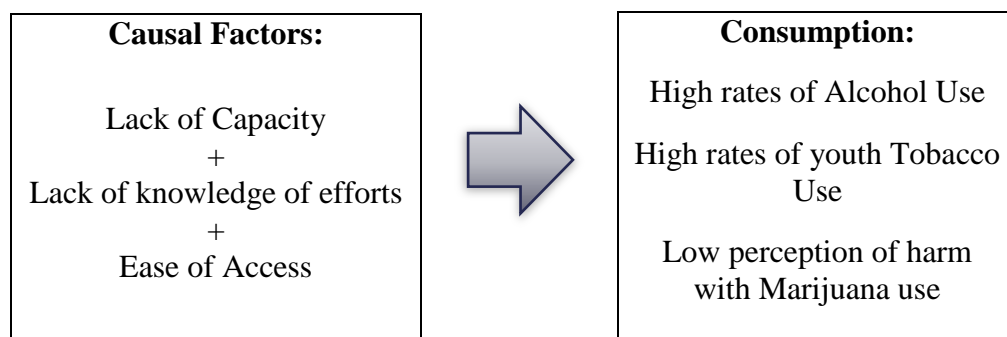 Causal Factors:
Lack of Capacity
+
Lack of knowledge of efforts
+
Ease of Access
Consumption:
High rates of Alcohol Use
High rates of youth Tobacco
Use
Low perception of harm
with Marijuana use